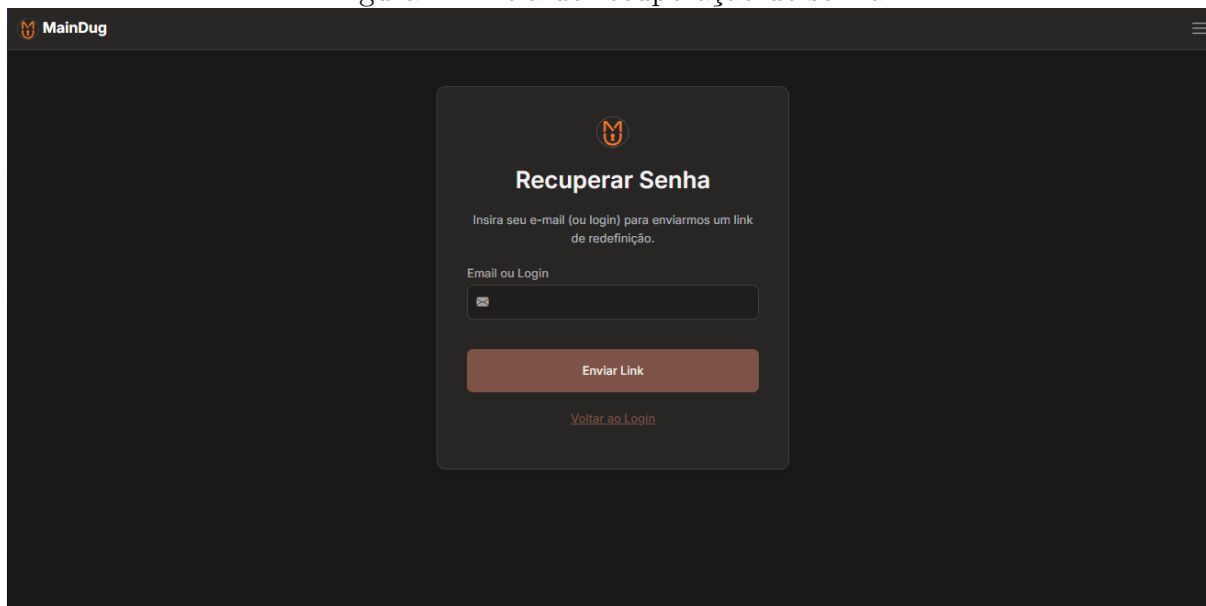 MainDug
Recuperar Senha
Insira seu e-mail (ou login) para enviarmos um link
de redefinição.
Email ou Login
Enviar Link
Voltar ao Login